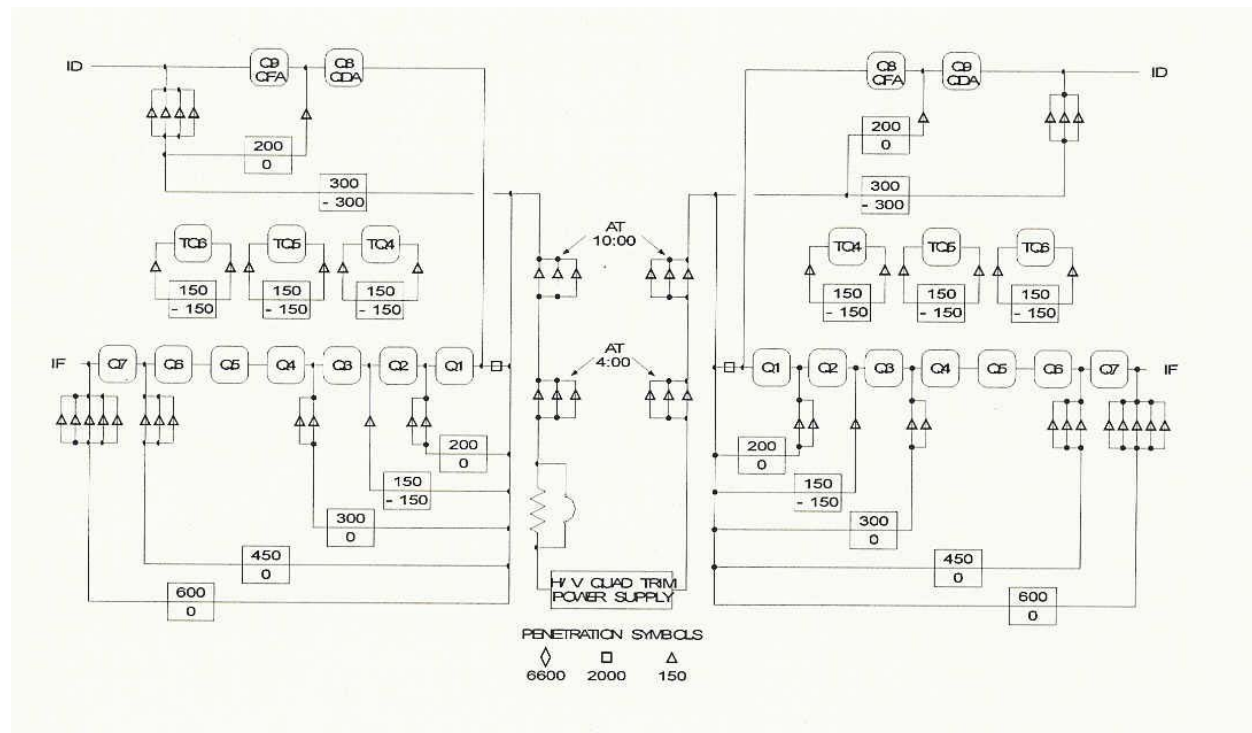 ID
Q9
QFA
Q8
QDA
200
0
300
- 300
TQ6
TQ5
TQ4
150
- 150
150
- 150
150
- 150
IF
Q7
Q6
Q5
Q4
Q3
Q2
Q1
200
0
150
- 150
300
0
450
0
600
0
AT
10:00
AT
4:00
H/V QUAD TRIM
POWER SUPPLY
Q8
QFA
Q9
QDA
ID
200
0
300
- 300
TQ4
TQ5
TQ6
150
- 150
150
- 150
150
- 150
Q1
Q2
Q3
Q4
Q5
Q6
Q7
IF
200
0
150
- 150
300
0
450
0
600
0
PENETRATION SYMBOLS
6600
2000
150